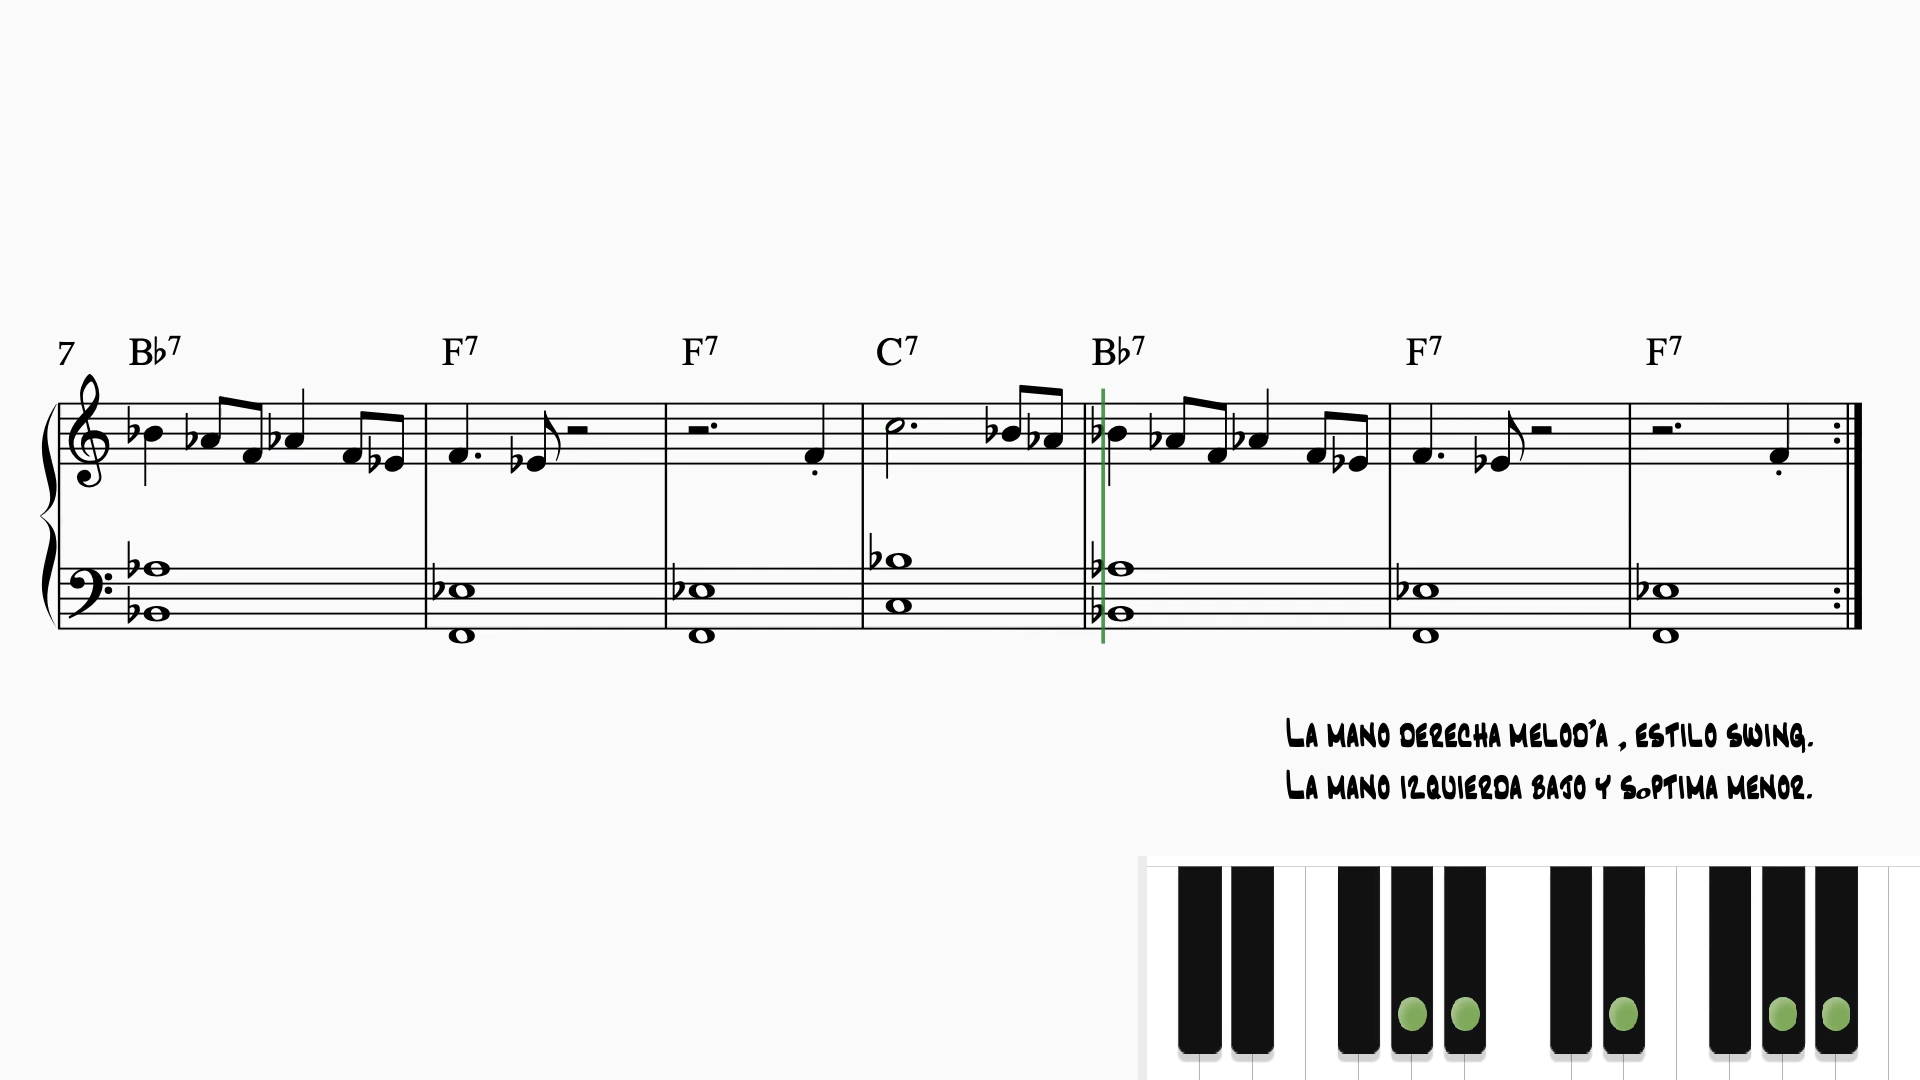 7 B♭7 F7 F7 C7 B♭7 F7 F7
LA MANO DERECHA MELOD'A , ESTILO SWING.
LA MANO IZQUIERDA BAJO Y SoPTIMA MENOR.